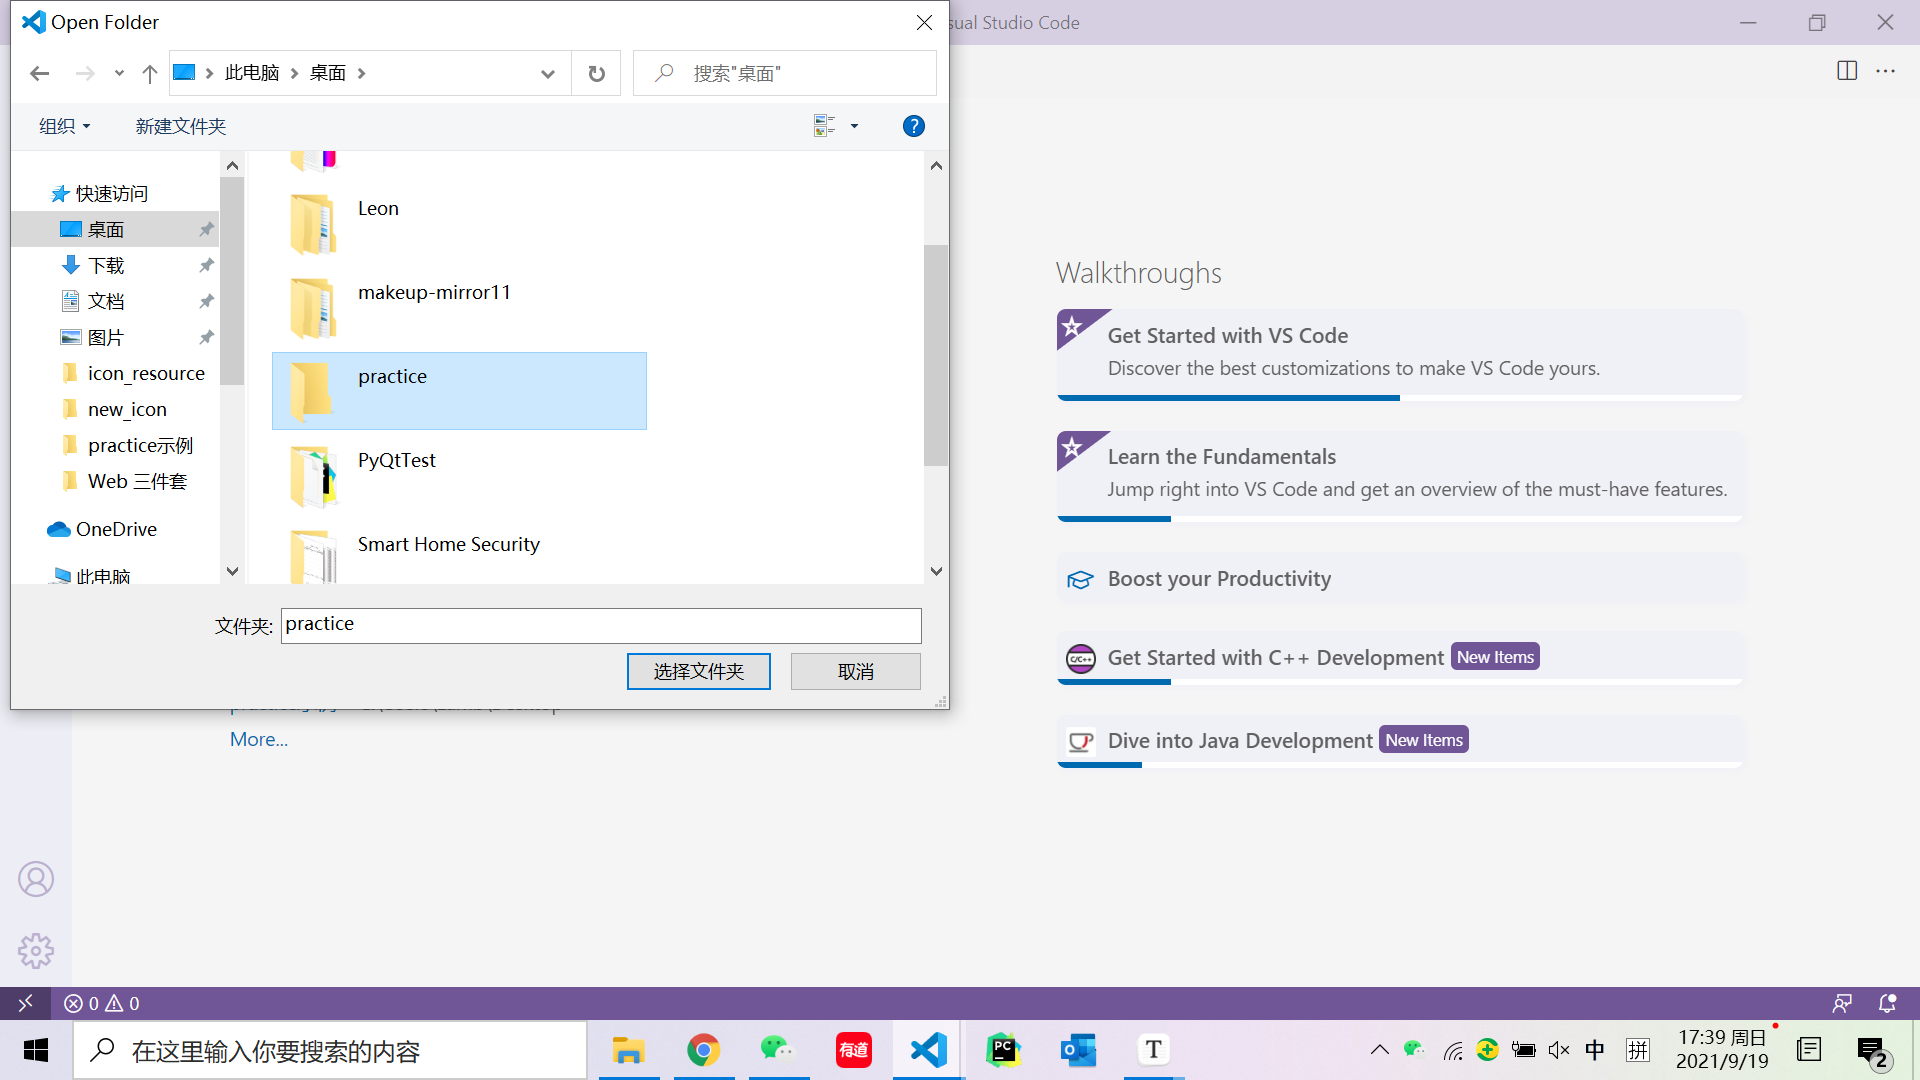 Open Folder
此电脑 桌面
搜索"桌面"
组织
新建文件夹
?
快速访问
桌面
下载
文档
图片
icon_resource
new_icon
practice示例
Web 三件套
OneDrive
此电脑
Leon
makeup-mirror11
practice
PyQtTest
Smart Home Security
文件夹:
practice
选择文件夹
取消
sual Studio Code
More...
Walkthroughs
Get Started with VS Code
Discover the best customizations to make VS Code yours.
Learn the Fundamentals
Jump right into VS Code and get an overview of the must-have features.
Boost your Productivity
C/C++
Get Started with C++ Development
New Items
Dive into Java Development
New Items
0 0
在这里输入你要搜索的内容
有道
PC
T
中
拼
17:39 周日
2021/9/19
2